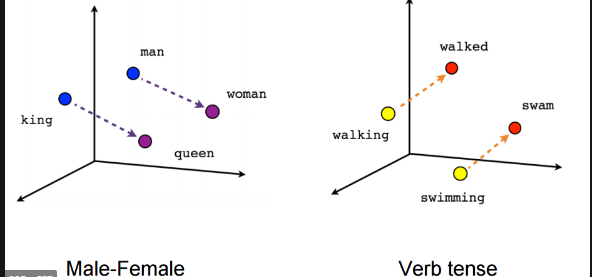 man
woman
king
queen
Male-Female
walked
swam
walking
swimming
Verb tense